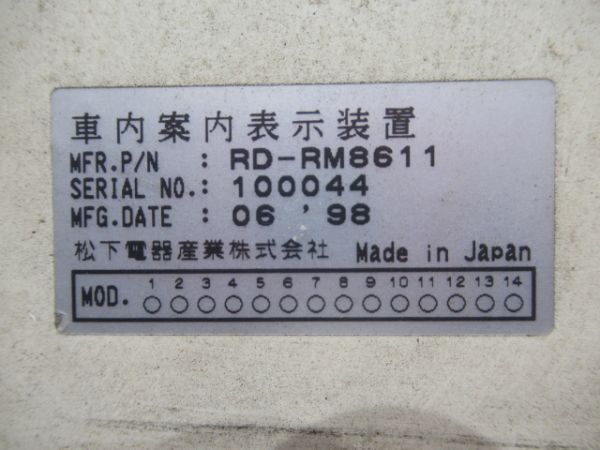 車内案内表示装置
MFR.P/N : RD-RM8611
SERIAL NO.: 100044
MFG.DATE : 06 '98
松下電器産業株式会社 Made in Japan
MOD. 1 2 3 4 5 6 7 8 9 10 11 12 13 14